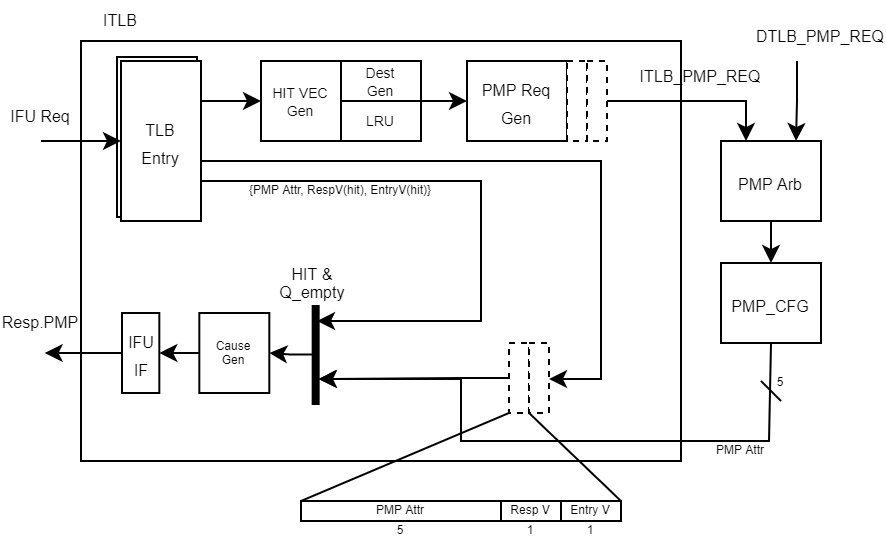 ITLB
DTLB_PMP_REQ
ITLB_PMP_REQ
IFU Req
TLB
Entry
HIT VEC
Gen
Dest
Gen
LRU
PMP Req
Gen
PMP Arb
{PMP Attr, RespV(hit), EntryV(hit)}
HIT &
Q_empty
PMP_CFG
Resp.PMP
IFU
IF
Cause
Gen
5
PMP Attr
PMP Attr
Resp V
Entry V
5
1
1